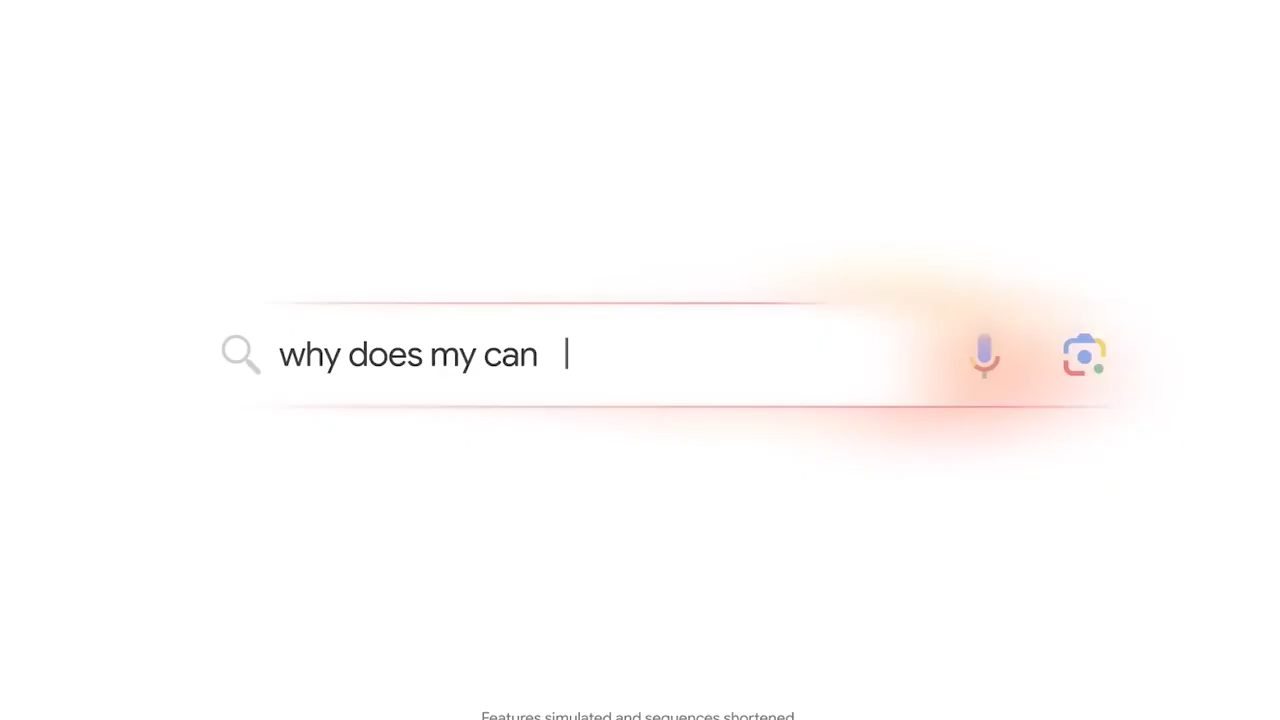 why does my can
Features simulated and sequences shortened